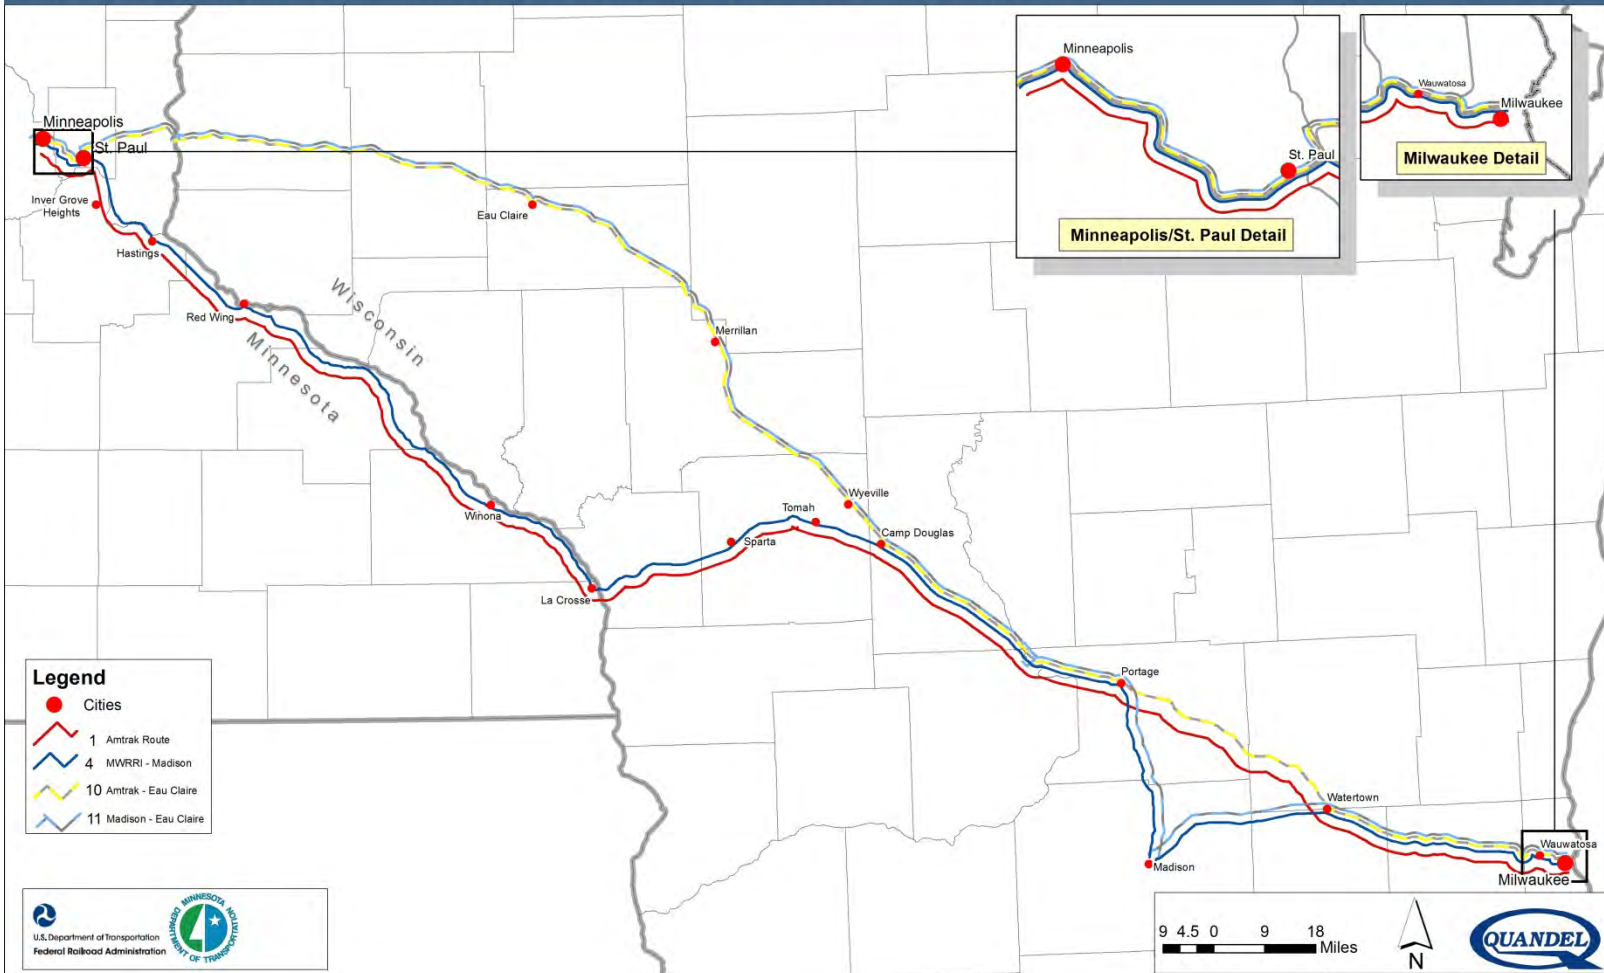 Minneapolis
St. Paul
Inver Grove
Heights
Hastings
Red Wing
Wisconsin
Minnesota
Winona
La Crosse
Eau Claire
Merrillan
Wyeville
Tomah
Sparta
Camp Douglas
Portage
Madison
Watertown
Wauwatosa
Milwaukee
Minneapolis
St. Paul
Minneapolis/St. Paul Detail
Wauwatosa
Milwaukee
Milwaukee Detail
Legend
Cities
1 Amtrak Route
4 MWRRI - Madison
10 Amtrak - Eau Claire
11 Madison - Eau Claire
U.S. Department of Transportation
Federal Railroad Administration
MINNESOTA
DEPARTMENT OF TRANSPORTATION
9 4.5 0 9 18
Miles
N
QUANDEL